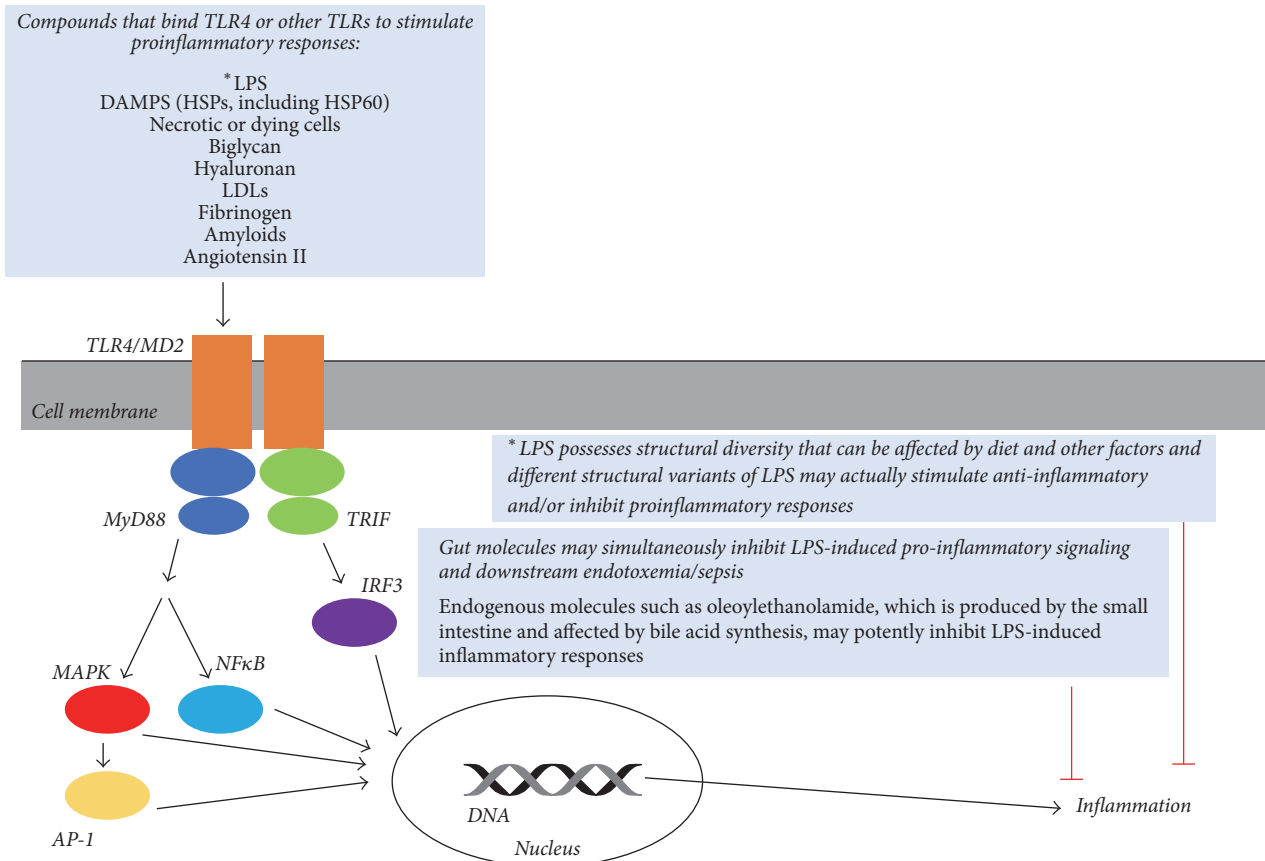 Compounds that bind TLR4 or other TLRs to stimulate
proinflammatory responses:
*LPS
DAMPS (HSPs, including HSP60)
Necrotic or dying cells
Biglycan
Hyaluronan
LDLs
Fibrinogen
Amyloids
Angiotensin II
TLR4/MD2
Cell membrane
*LPS possesses structural diversity that can be affected by diet and other factors and
different structural variants of LPS may actually stimulate anti-inflammatory
and/or inhibit proinflammatory responses
MyD88
TRIF
Gut molecules may simultaneously inhibit LPS-induced pro-inflammatory signaling
and downstream endotoxemia/sepsis
Endogenous molecules such as oleoylethanolamide, which is produced by the small
intestine and affected by bile acid synthesis, may potently inhibit LPS-induced
inflammatory responses
IRF3
MAPK
NFκB
AP-1
DNA
Nucleus
Inflammation